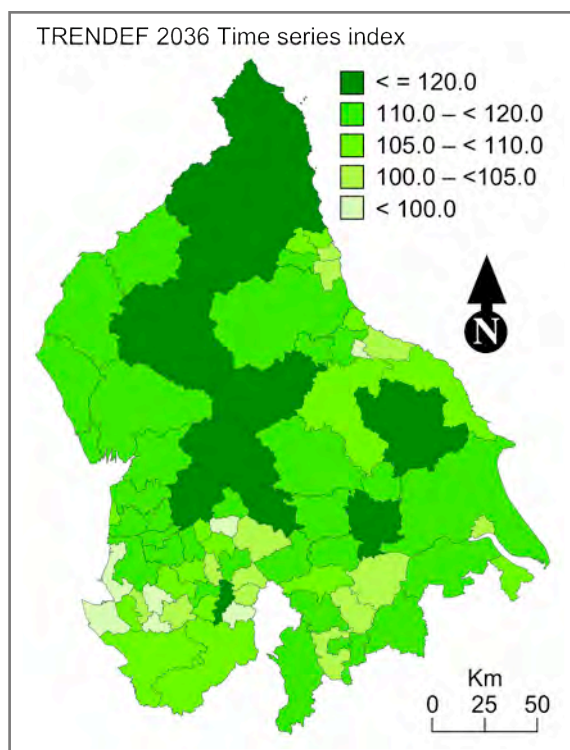 TRENDEF 2036 Time series index
< = 120.0
110.0 – < 120.0
105.0 – < 110.0
100.0 – <105.0
< 100.0
N
Km
0 25 50